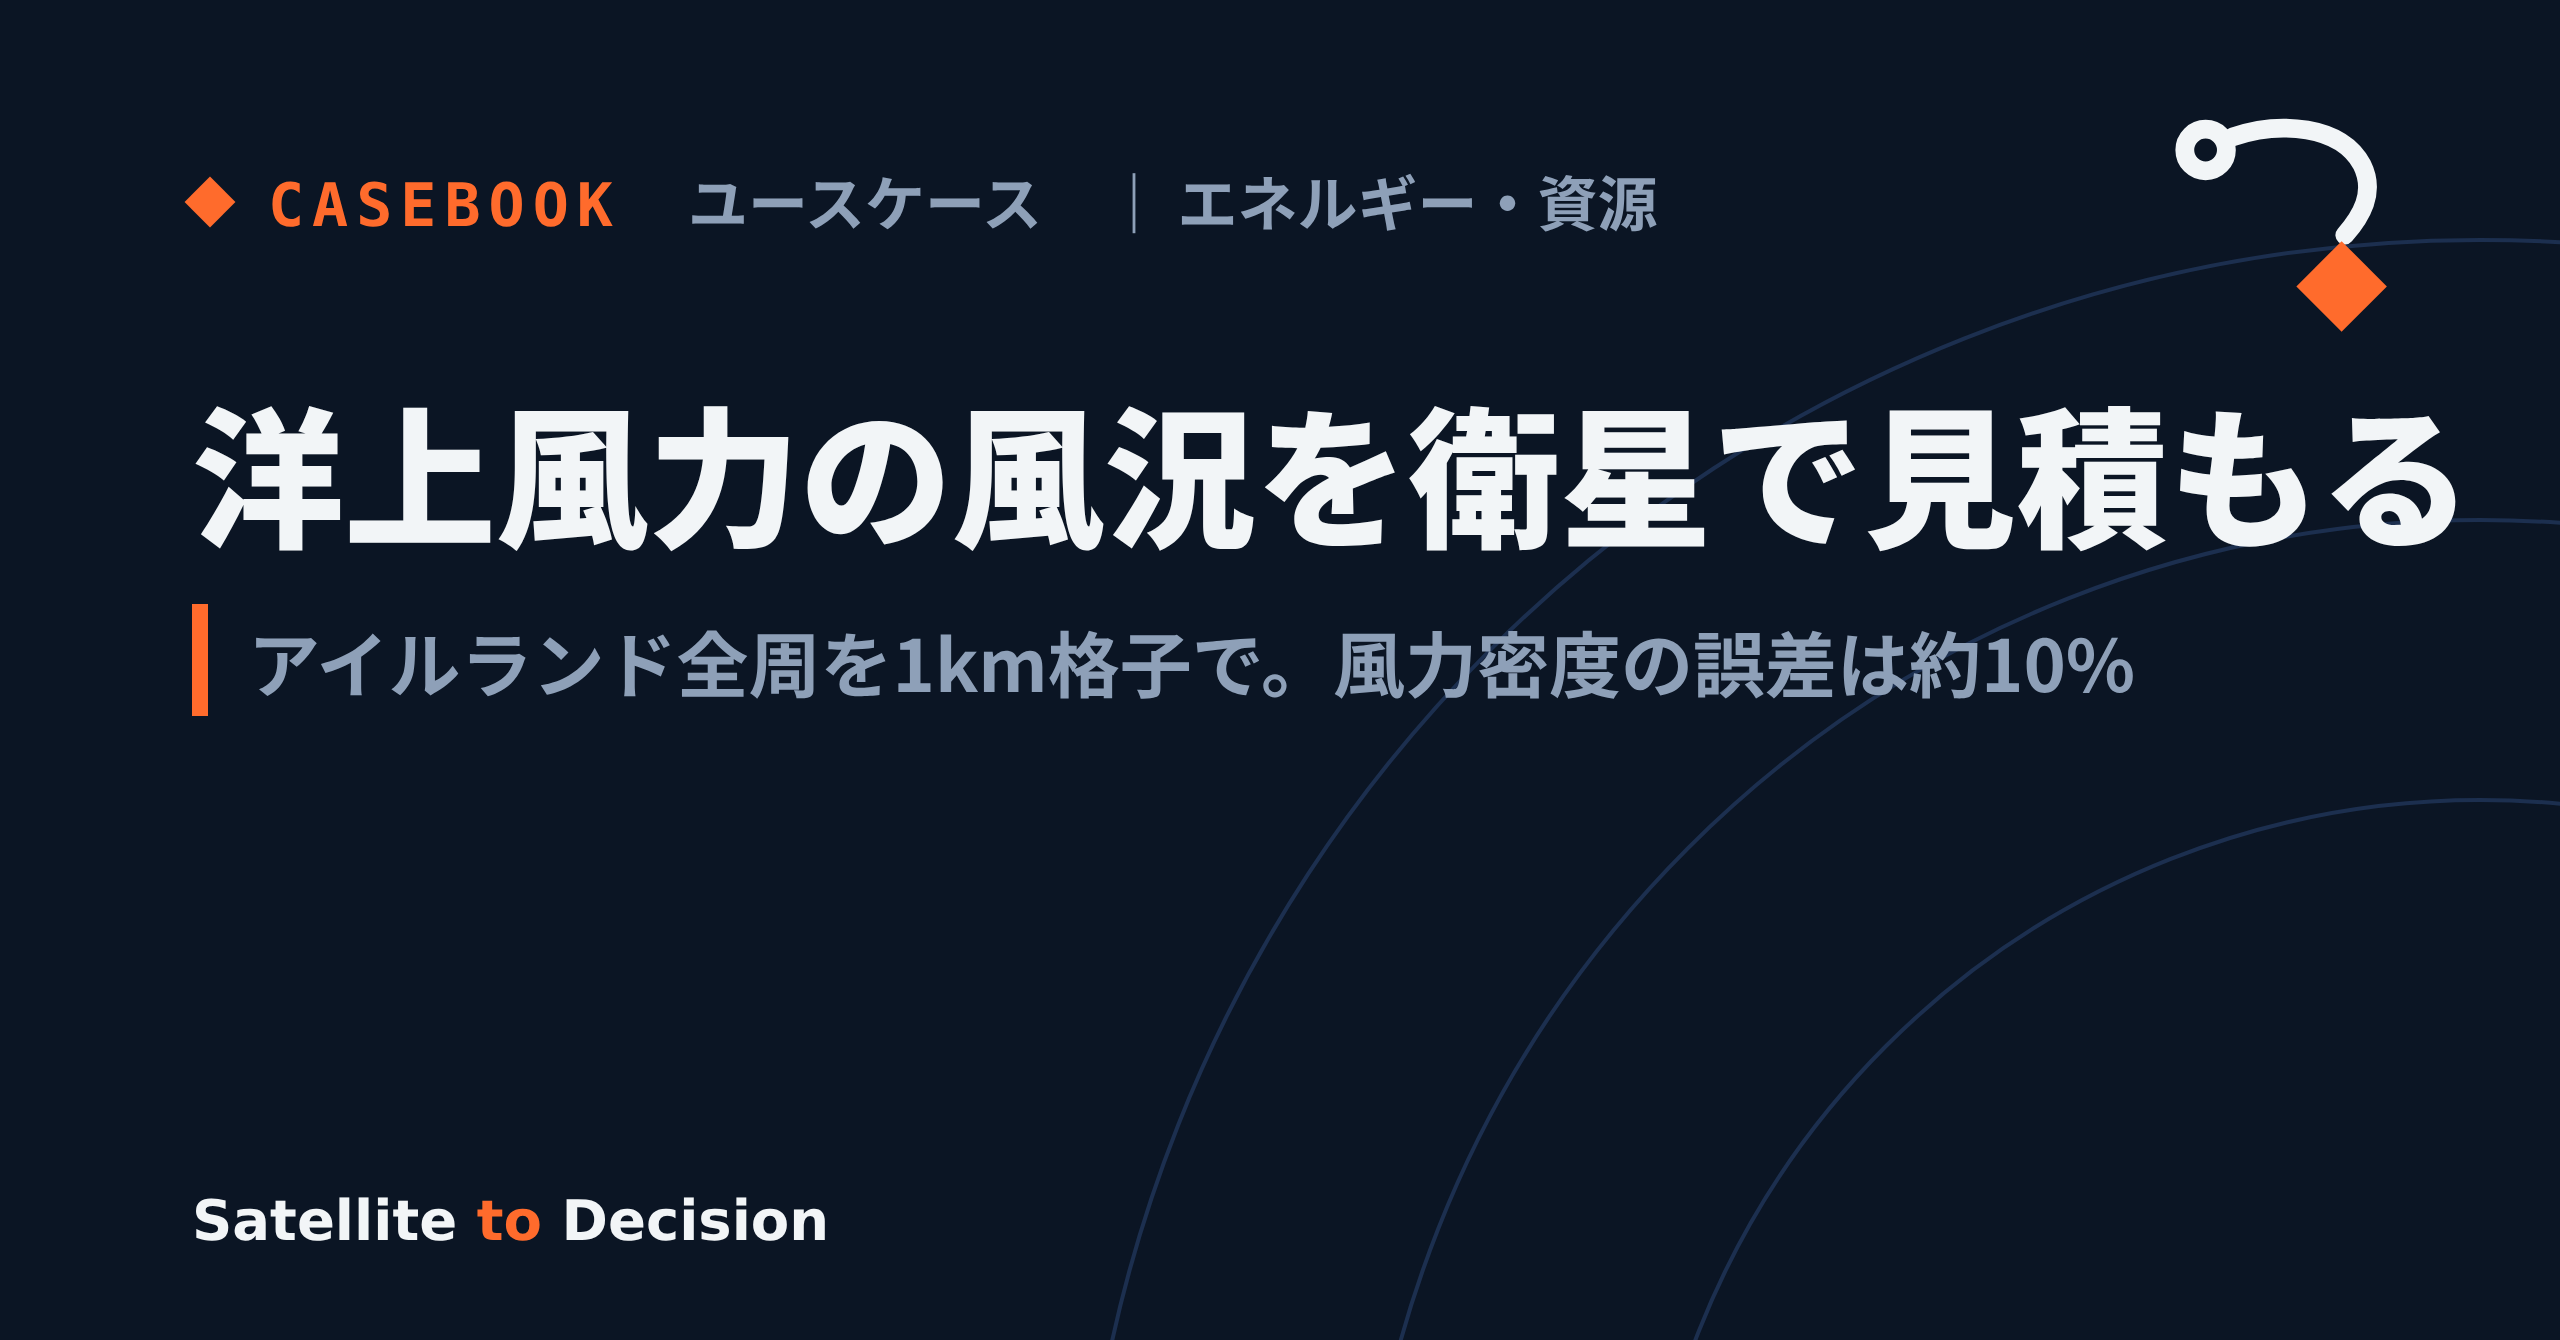 CASEBOOK ユースケース | エネルギー・資源
洋上風力の風況を衛星で見積もる
アイルランド全周を1km格子で。風力密度の誤差は約10%
Satellite to Decision